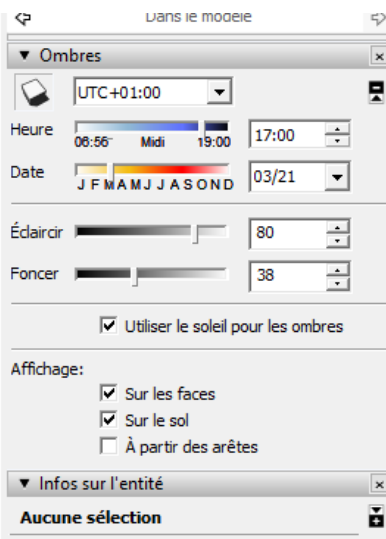 Dans le modèle
Ombres
UTC+01:00
Heure 06:56 Midi 19:00 17:00
Date J F M A M J J A S O N D 03/21
Éclaircir 80
Foncer 38
Utiliser le soleil pour les ombres
Affichage:
Sur les faces
Sur le sol
À partir des arêtes
Infos sur l'entité
Aucune sélection